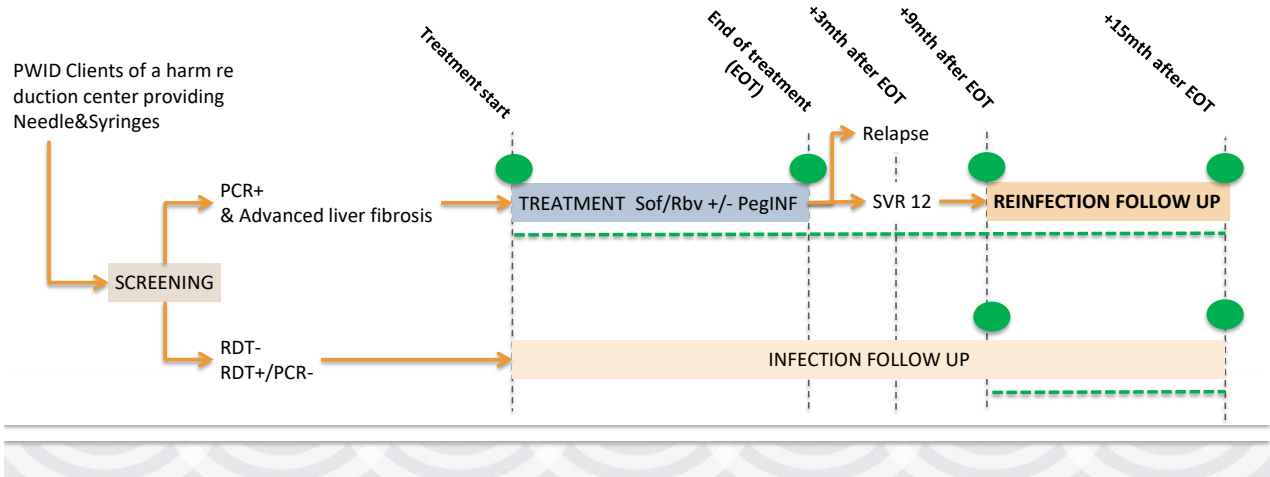 Treatment start
End of treatment
(EOT)
+3mth after EOT
+9mth after EOT
+15mth after EOT
PWID Clients of a harm re
duction center providing
Needle&Syringes
Relapse
PCR+
& Advanced liver fibrosis
TREATMENT Sof/Rbv +/- PegINF
SVR 12
REINFECTION FOLLOW UP
SCREENING
RDT-
RDT+/PCR-
INFECTION FOLLOW UP